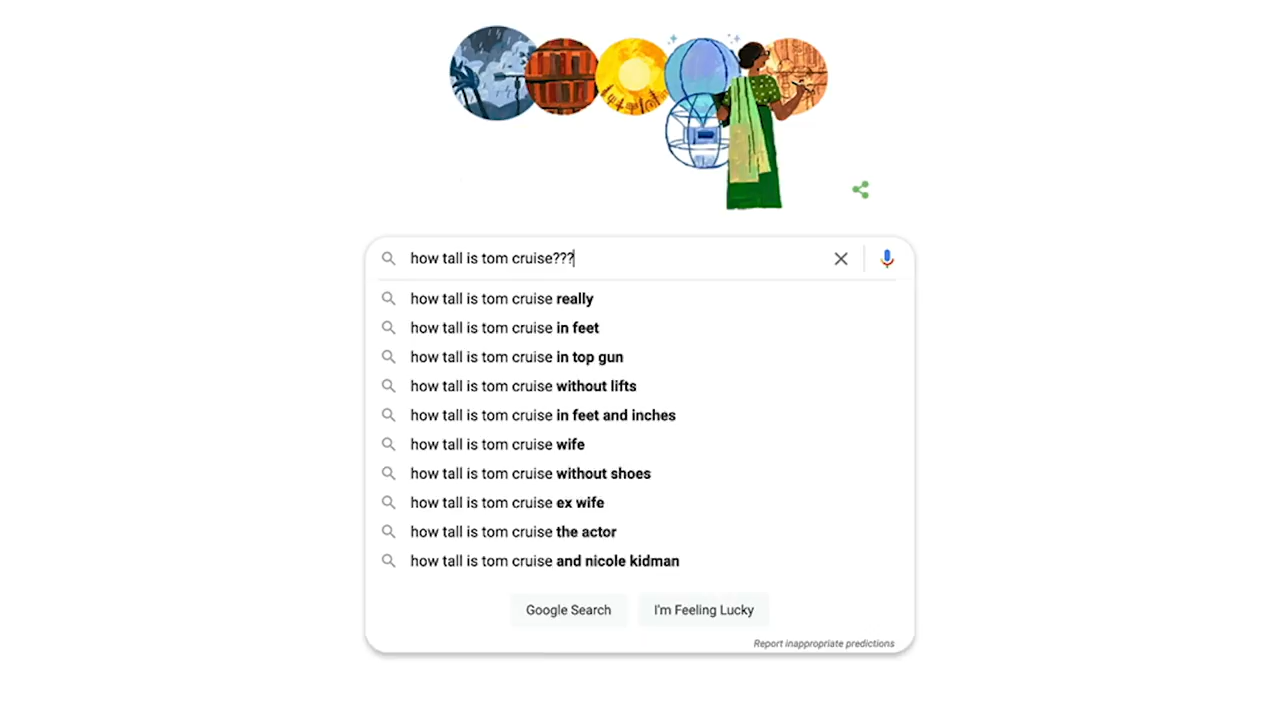 how tall is tom cruise???
how tall is tom cruise really
how tall is tom cruise in feet
how tall is tom cruise in top gun
how tall is tom cruise without lifts
how tall is tom cruise in feet and inches
how tall is tom cruise wife
how tall is tom cruise without shoes
how tall is tom cruise ex wife
how tall is tom cruise the actor
how tall is tom cruise and nicole kidman
Google Search I'm Feeling Lucky
Report inappropriate predictions